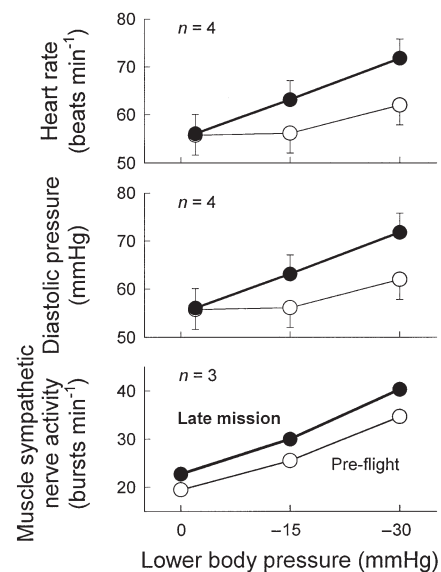 80
n = 4
70
60
50
Heart rate
(beats min⁻¹)
80
n = 4
70
60
50
Diastolic pressure
(mmHg)
n = 3
40
Late mission
30
Pre-flight
20
Muscle sympathetic
nerve activity
(bursts min⁻¹)
0 –15 –30
Lower body pressure (mmHg)